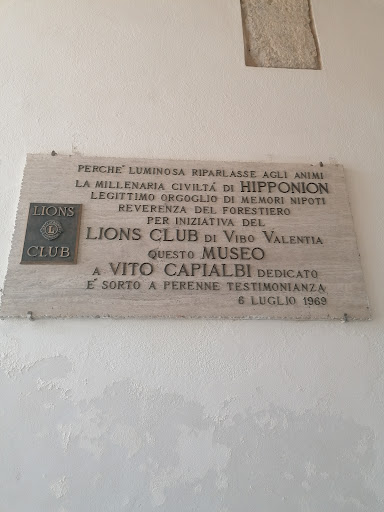 PERCHE' LUMINOSA RIPARLASSE AGLI ANIMI
LA MILLENARIA CIVILTÁ DI HIPPONION
LEGITTIMO ORGOGLIO DI MEMORI NIPOTI
REVERENZA DEL FORESTIERO
PER INIZIATIVA DEL
LIONS CLUB DI VIBO VALENTIA
QUESTO MUSEO
A VITO CAPIALBI DEDICATO
E' SORTO A PERENNE TESTIMONIANZA
6 LUGLIO 1969
LIONS
L
CLUB